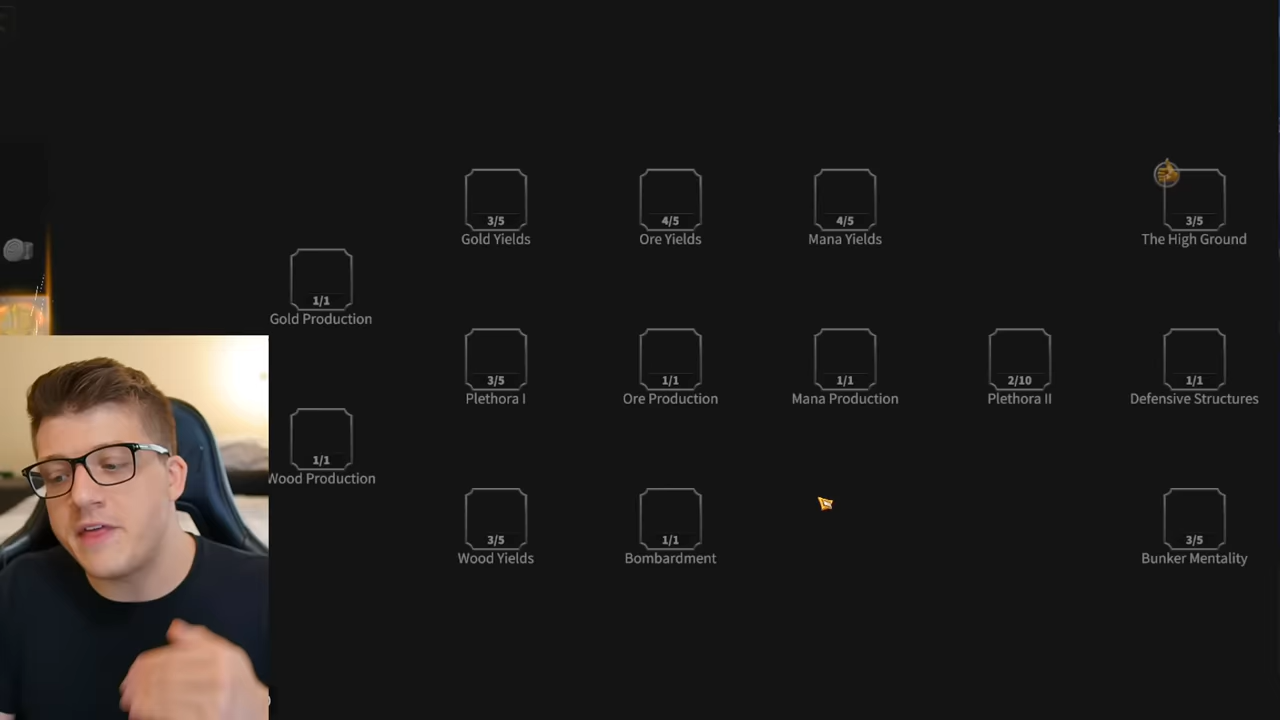 3/5
Gold Yields
4/5
Ore Yields
4/5
Mana Yields
3/5
The High Ground
1/1
Gold Production
3/5
Plethora I
1/1
Ore Production
1/1
Mana Production
2/10
Plethora II
1/1
Defensive Structures
1/1
Wood Production
3/5
Wood Yields
1/1
Bombardment
3/5
Bunker Mentality